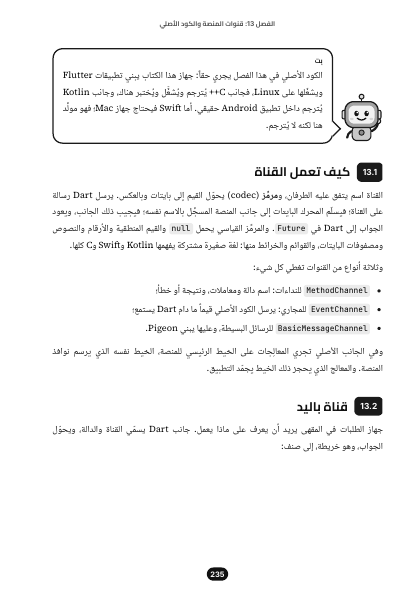 الفصل 13: قنوات المنصة والكود الأصلي
بت
الكود الأصلي في هذا الفصل يجري حقاً: جهاز هذا الكتاب يبني تطبيقات Flutter
ويشغّلها على Linux، فجانب C++ يُترجم ويُشغَّل ويُختبر هناك، وجانب Kotlin
يُترجم داخل تطبيق Android حقيقي. أما Swift فيحتاج جهاز Mac؛ فهو مولَّد
هنا لكنه لا يُترجم.
13.1 كيف تعمل القناة
القناة اسم يتفق عليه الطرفان، ومرمِّز (codec) يحوّل القيم إلى بايتات وبالعكس. يرسل Dart رسالة
على القناة؛ فيسلّم المحرك البايتات إلى جانب المنصة المسجَّل بالاسم نفسه؛ فيجيب ذلك الجانب، ويعود
الجواب إلى Dart في Future. والمرمّز القياسي يحمل null والقيم المنطقية والأرقام والنصوص
ومصفوفات البايتات، والقوائم والخرائط منها: لغة صغيرة مشتركة يفهمها Kotlin وSwift وC كلها.
وثلاثة أنواع من القنوات تغطي كل شيء:
• MethodChannel للنداءات: اسم دالة ومعاملات، ونتيجة أو خطأ؛
• EventChannel للمجاري: يرسل الكود الأصلي قيماً ما دام Dart يستمع؛
• BasicMessageChannel للرسائل البسيطة، وعليها يبني Pigeon.
وفي الجانب الأصلي تجري المعالِجات على الخيط الرئيسي للمنصة، الخيط نفسه الذي يرسم نوافذ
المنصة. والمعالج الذي يحجز ذلك الخيط يجمّد التطبيق.
13.2 قناة باليد
جهاز الطلبات في المقهى يريد أن يعرف على ماذا يعمل. جانب Dart يسمّي القناة والدالة، ويحوّل
الجواب، وهو خريطة، إلى صنف:
235